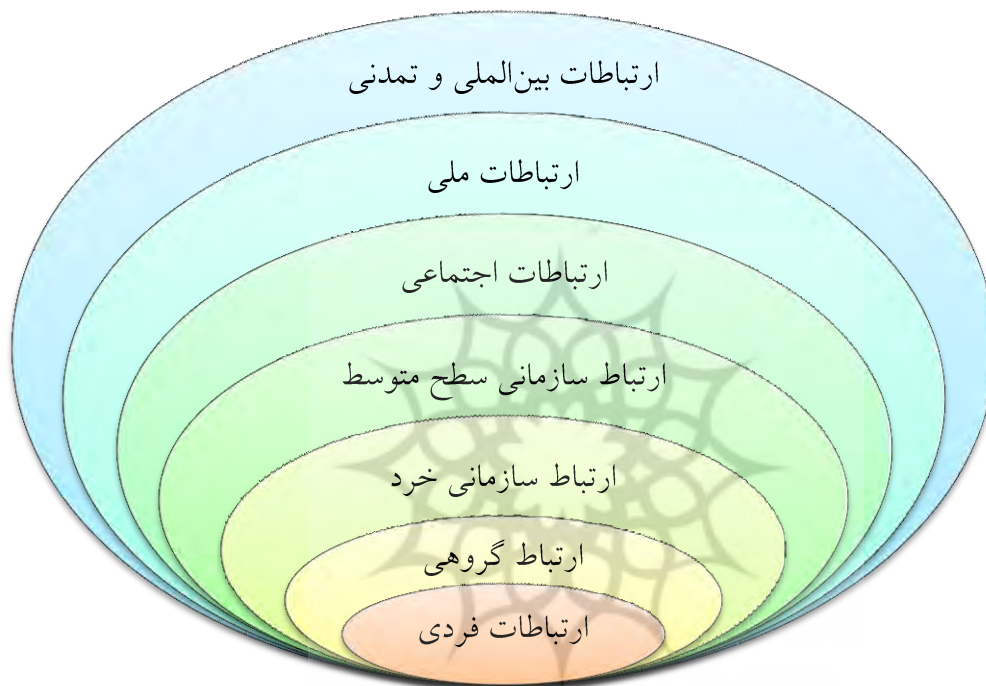 ارتباطات بین‌المللی و تمدنی
ارتباطات ملی
ارتباطات اجتماعی
ارتباط سازمانی سطح متوسط
ارتباط سازمانی خرد
ارتباط گروهی
ارتباطات فردی